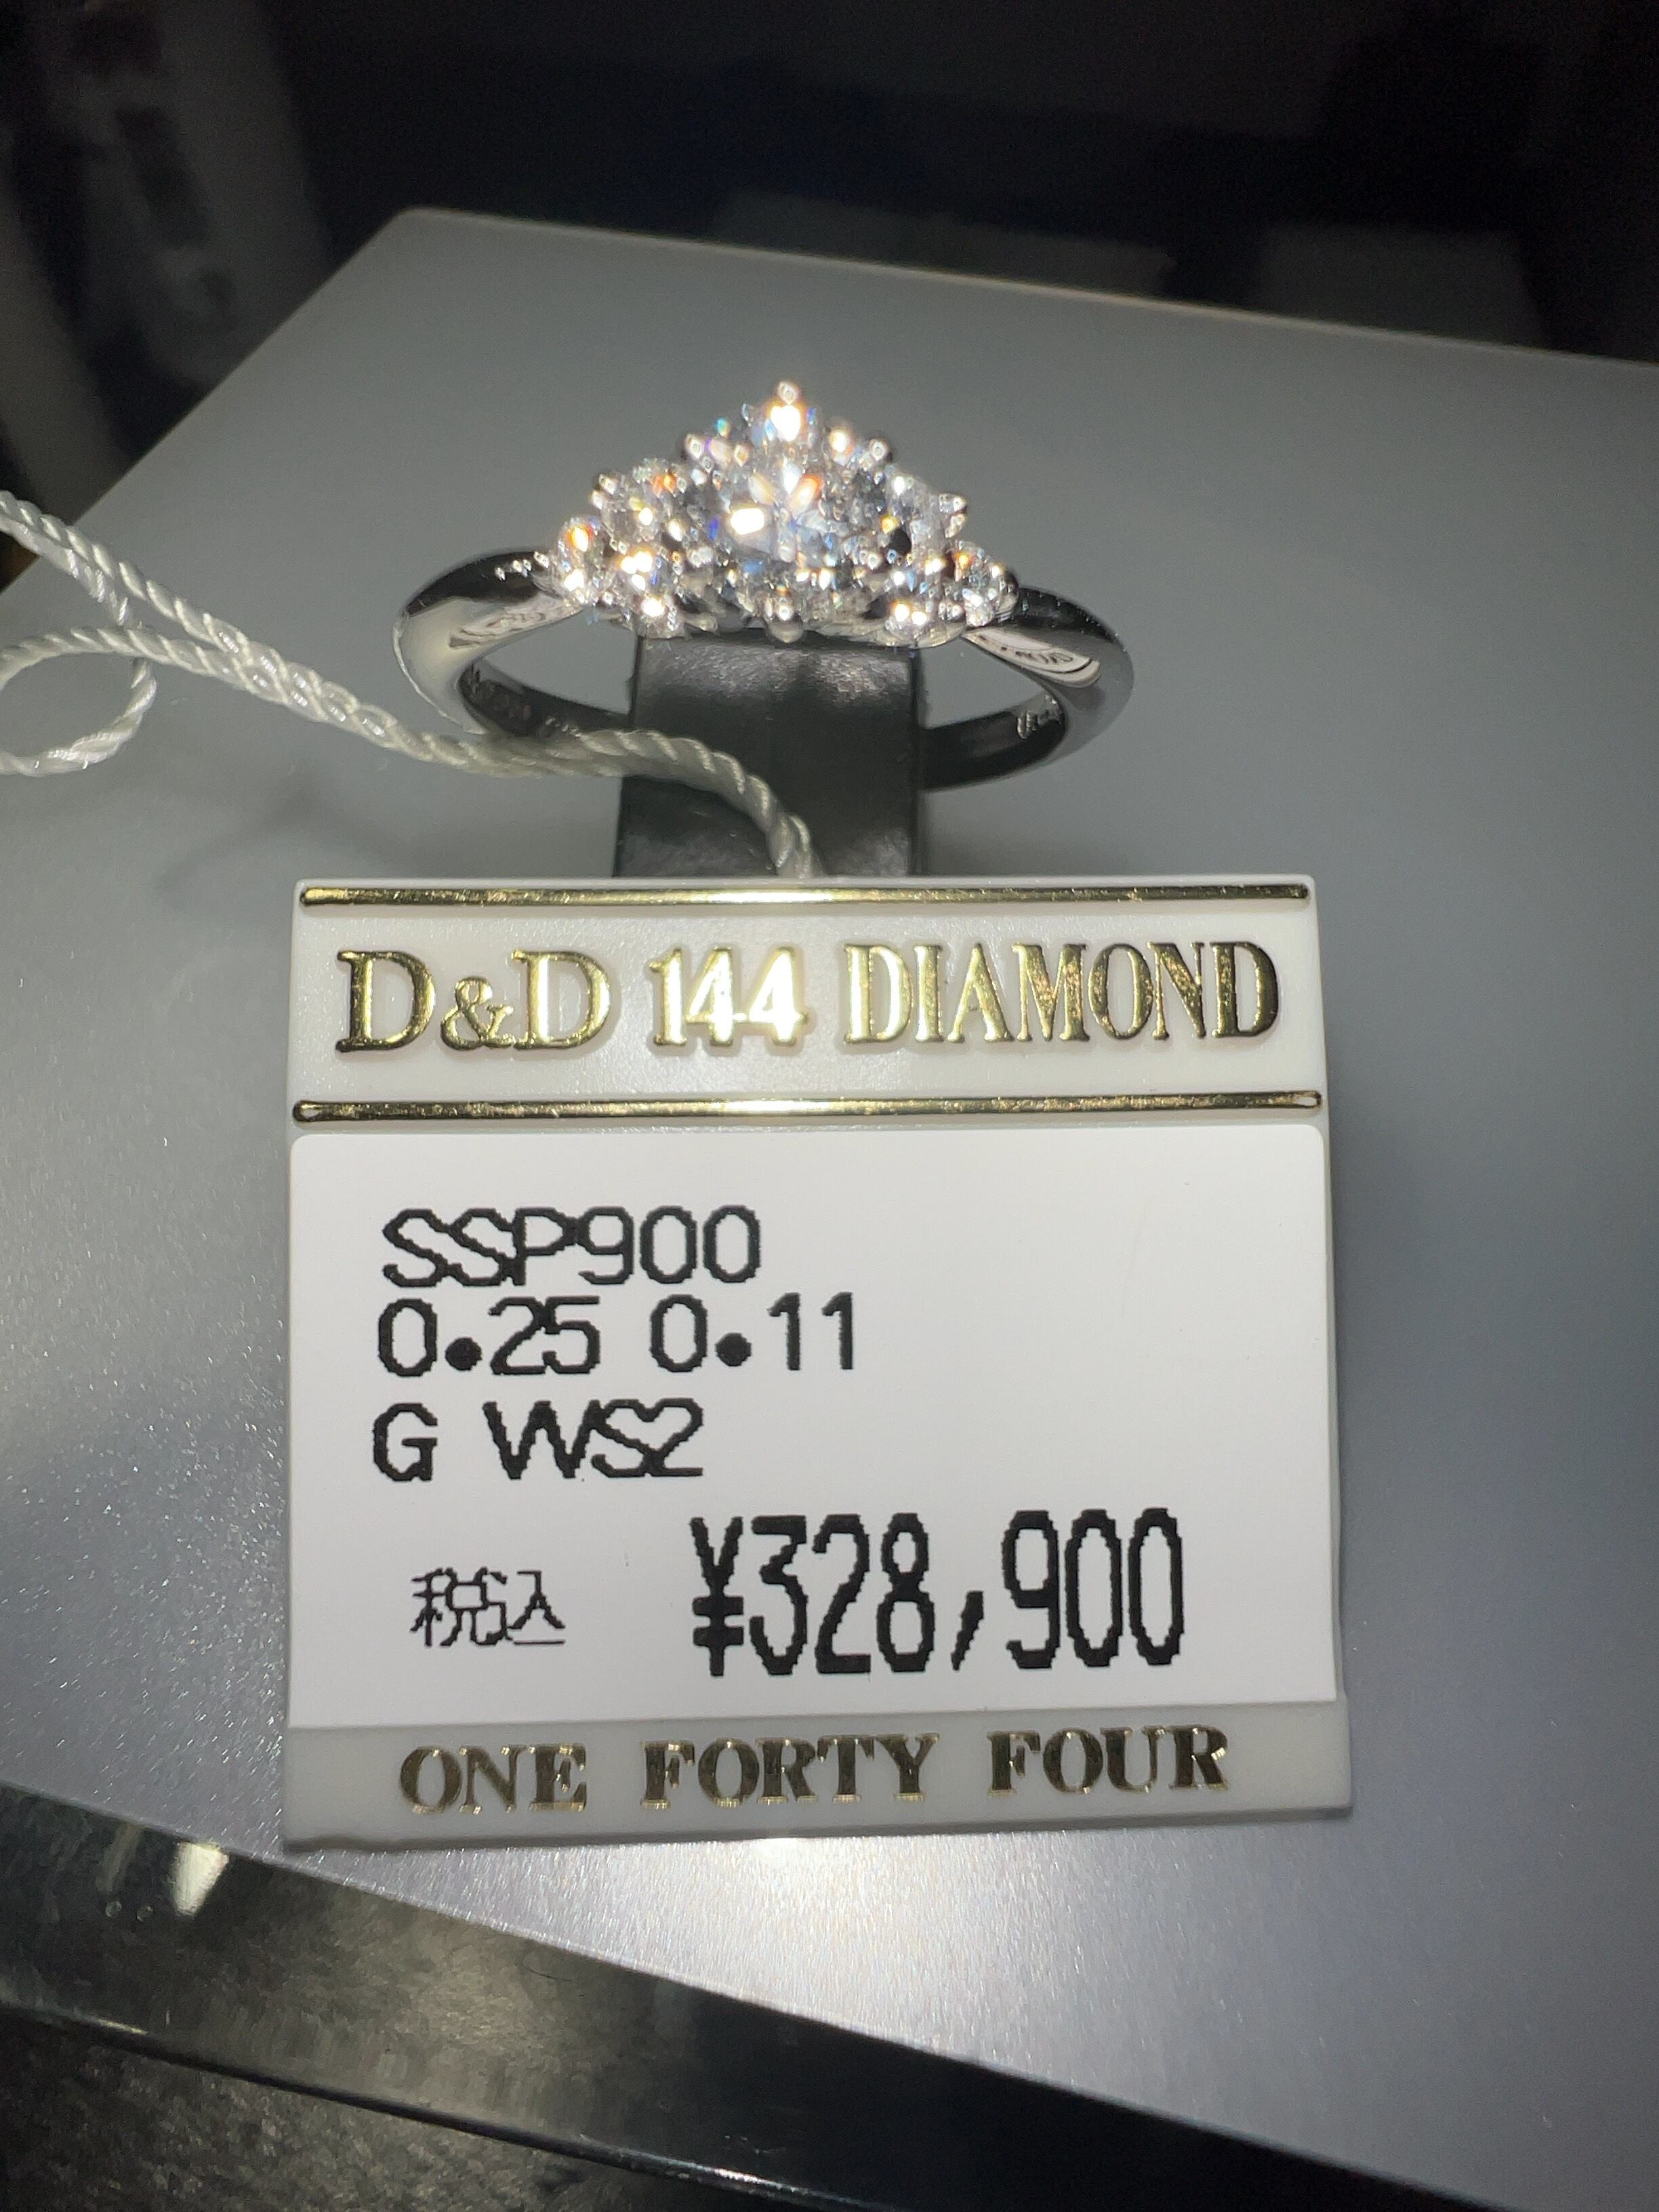 D&D 144 DIAMOND
SSP900
0.25 0.11
G VVS2
税込 ¥328,900
ONE FORTY FOUR